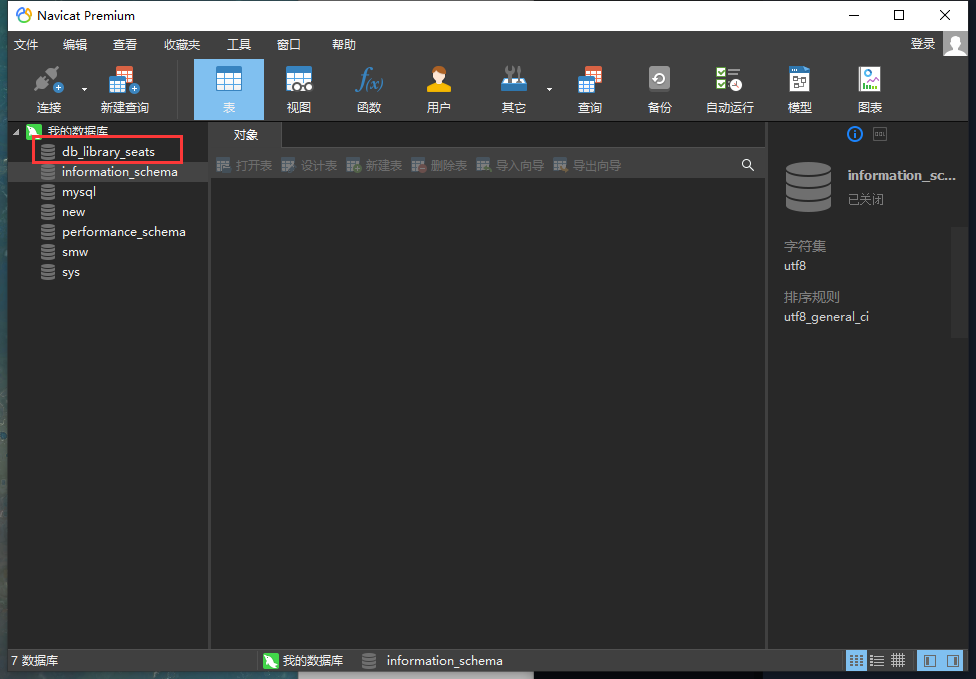 Navicat Premium
文件 编辑 查看 收藏夹 工具 窗口 帮助 登录
连接 新建查询 表 视图 函数 用户 其它 查询 备份 自动运行 模型 图表
f(x)
我的数据库
db_library_seats
information_schema
mysql
new
performance_schema
smw
sys
对象
打开表 设计表 新建表 删除表 导入向导 导出向导
information_sc...
已关闭
字符集
utf8
排序规则
utf8_general_ci
7 数据库 我的数据库 information_schema